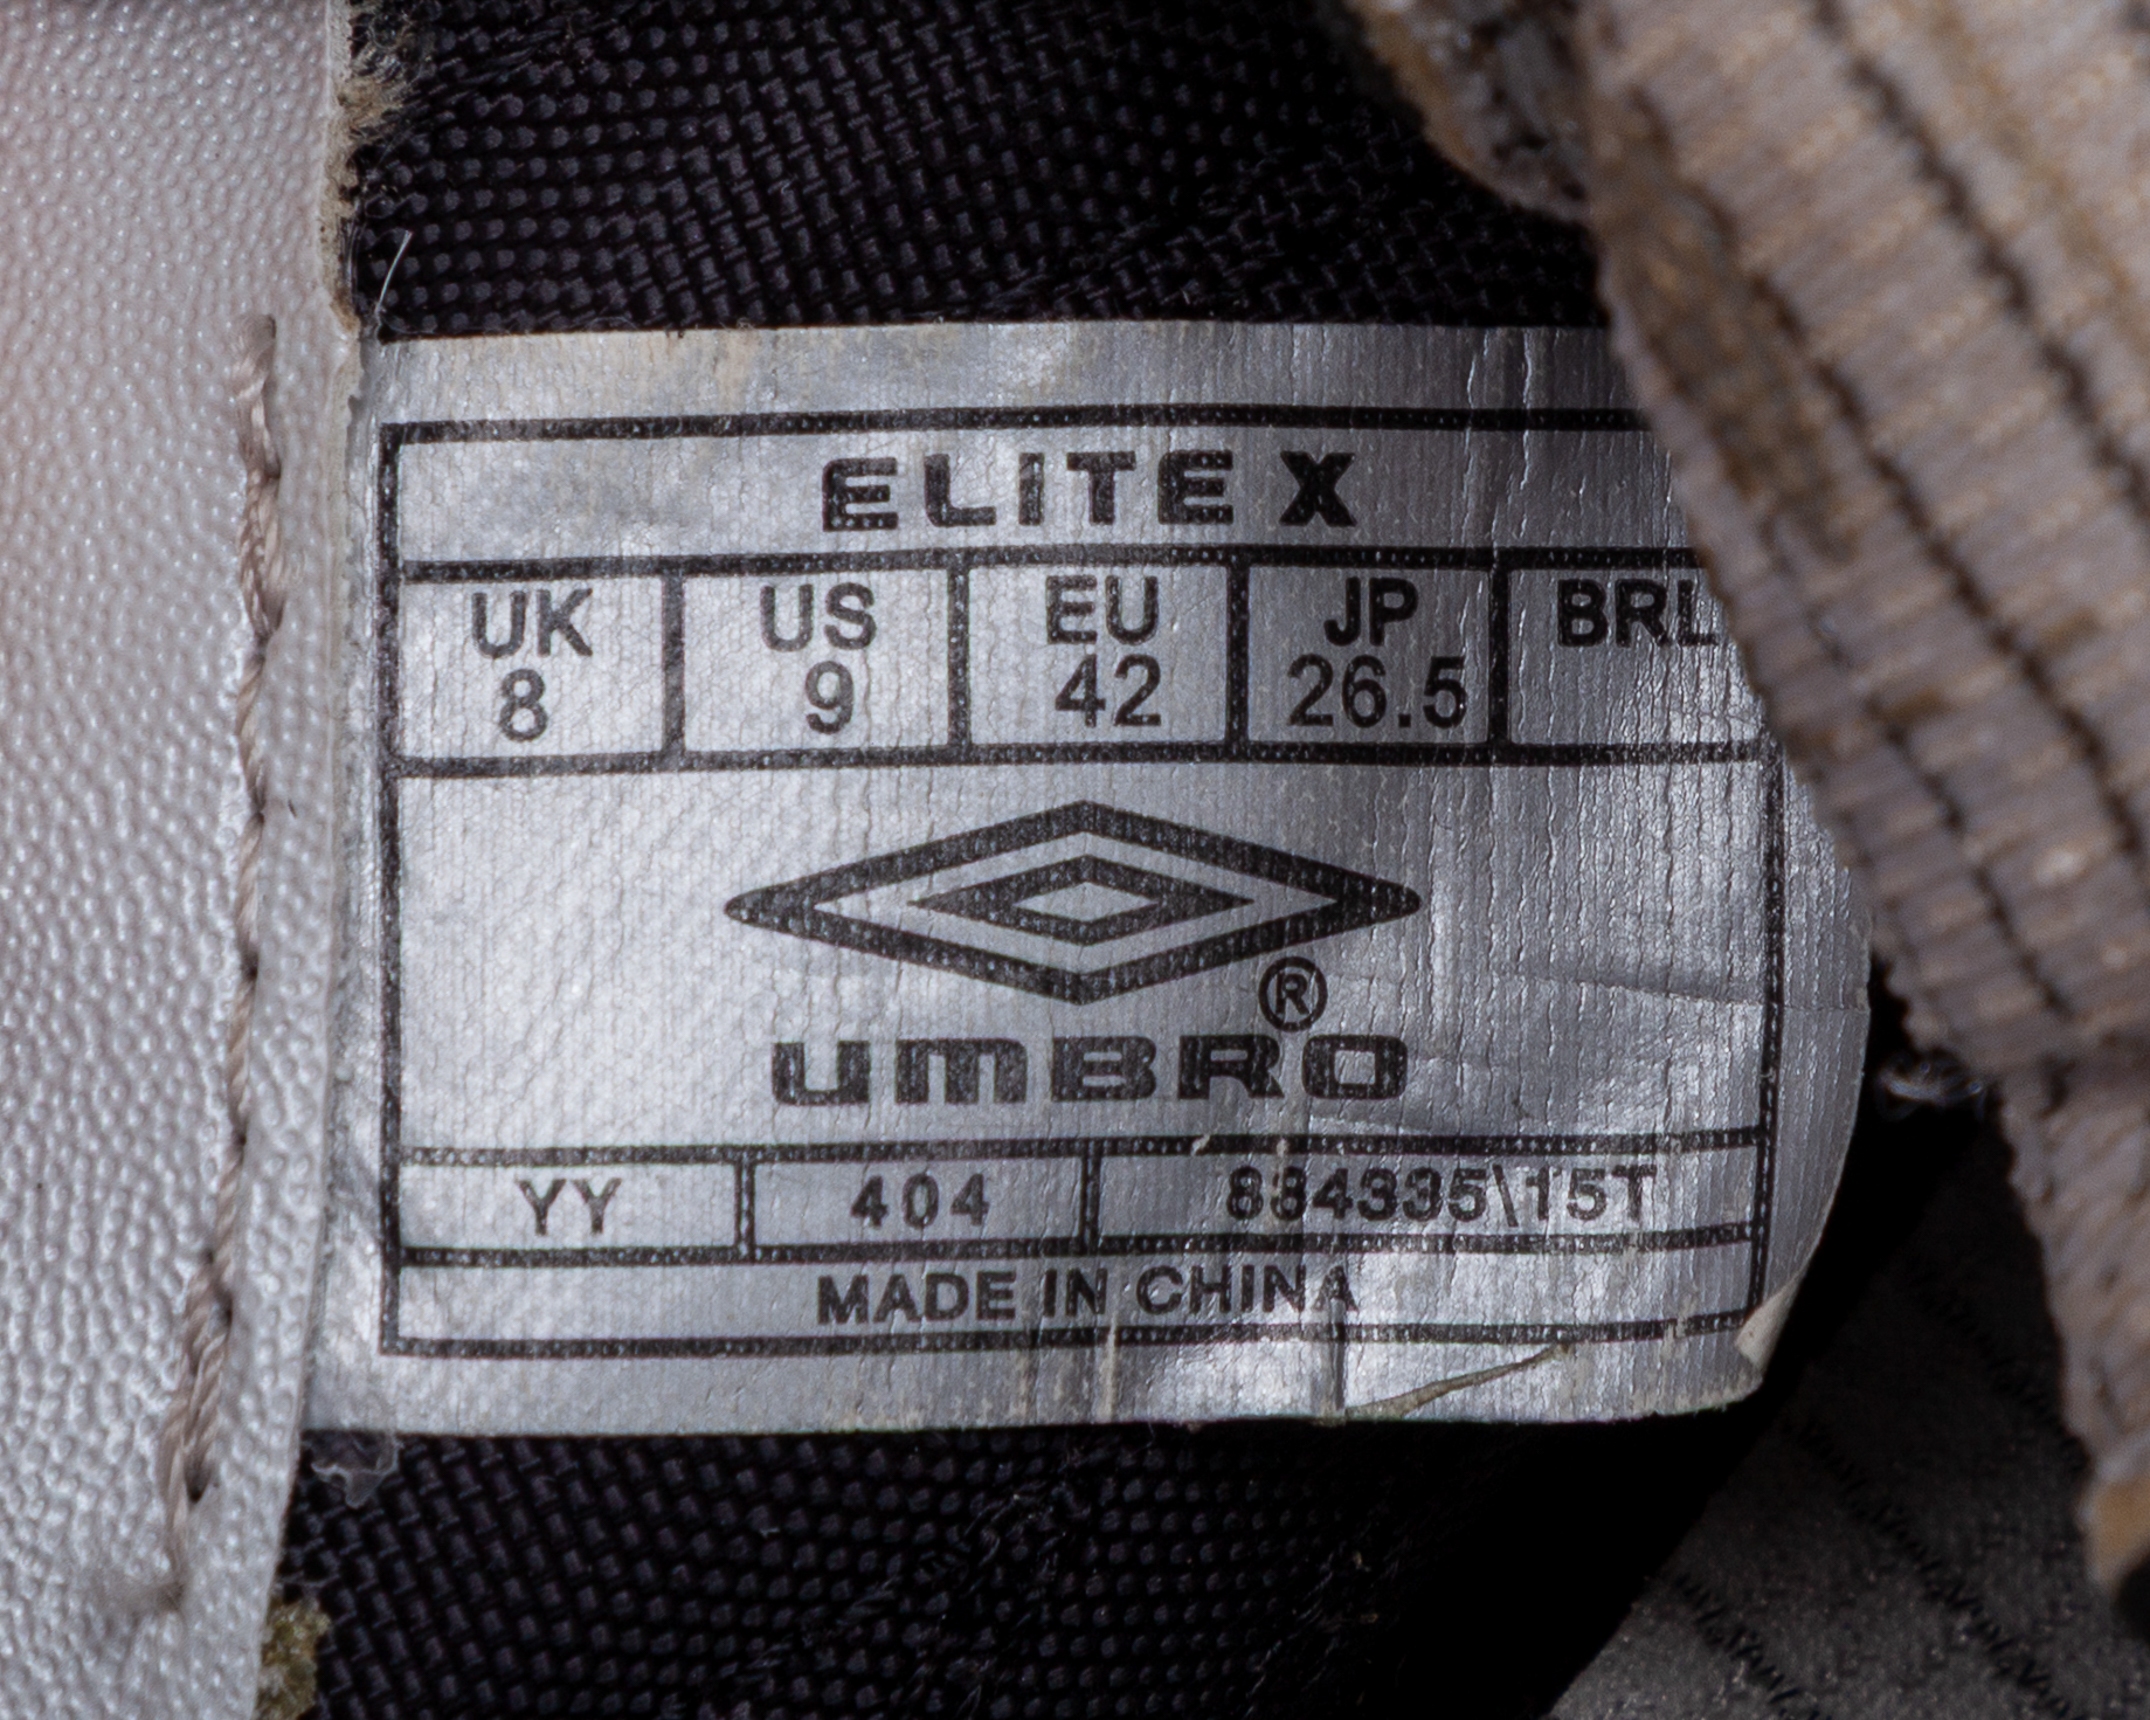 ELITE X
UK US EU JP BRL
8 9 42 26.5
®
UMBRO
YY 404 884335\15T
MADE IN CHINA